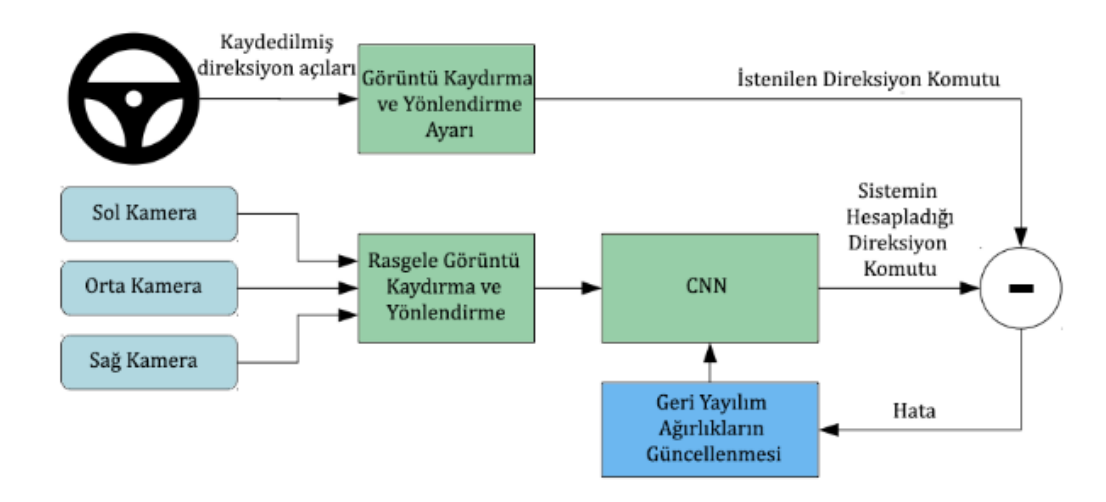 Kaydedilmiş
direksiyon açıları
Görüntü Kaydırma
ve Yönlendirme
Ayarı
İstenilen Direksiyon Komutu
Sol Kamera
Orta Kamera
Sağ Kamera
Rasgele Görüntü
Kaydırma ve
Yönlendirme
CNN
Sistemin
Hesapladığı
Direksiyon
Komutu
-
Geri Yayılım
Ağırlıkların
Güncellenmesi
Hata